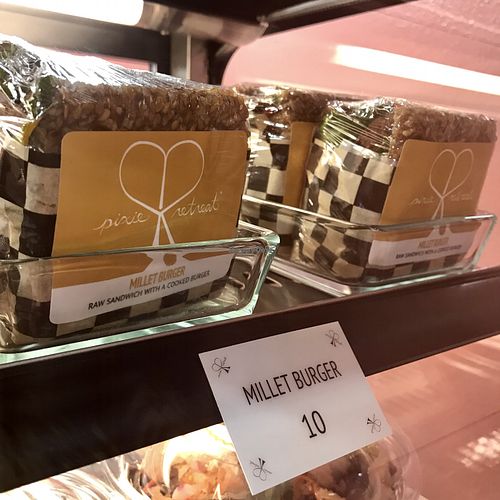 pixie retreat
MILLET BURGER
RAW SANDWICH WITH A COOKED BURGER
pixie retreat
MILLET BURGER
RAW SANDWICH WITH A COOKED BURGER
MILLET BURGER
10